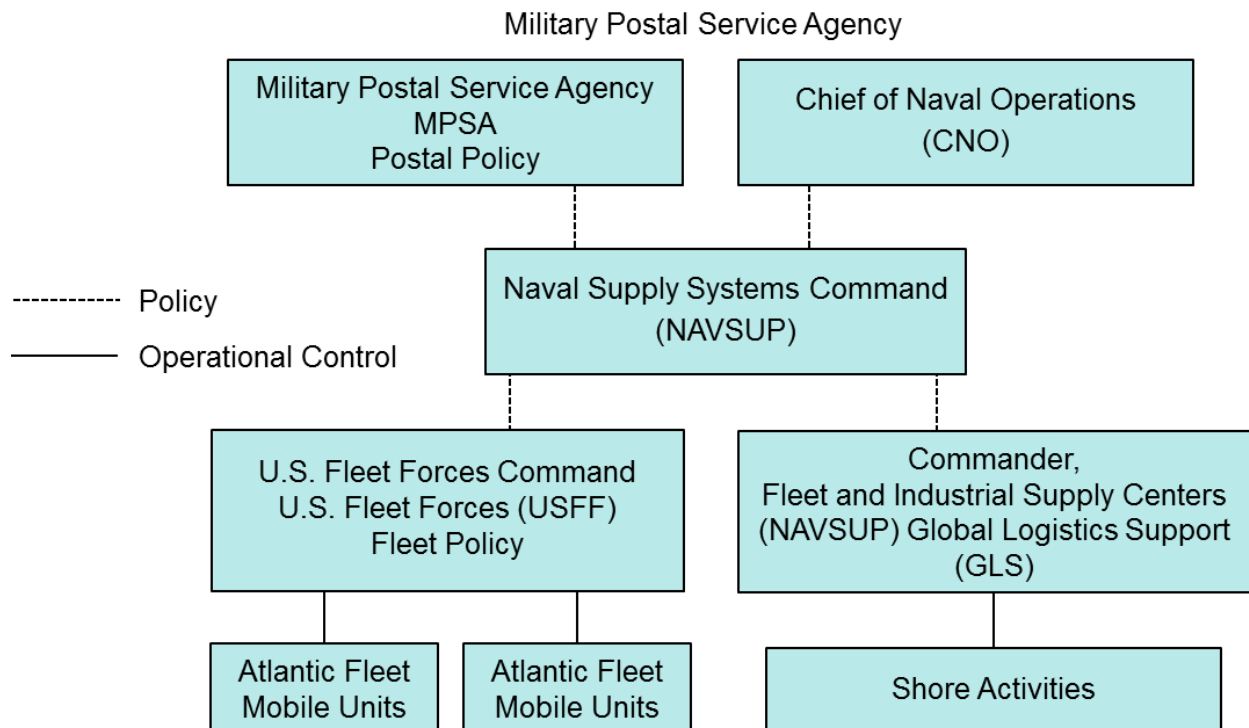 Military Postal Service Agency
Military Postal Service Agency
MPSA
Postal Policy
Chief of Naval Operations
(CNO)
Naval Supply Systems Command
(NAVSUP)
Policy
Operational Control
U.S. Fleet Forces Command
U.S. Fleet Forces (USFF)
Fleet Policy
Commander,
Fleet and Industrial Supply Centers
(NAVSUP) Global Logistics Support
(GLS)
Atlantic Fleet
Mobile Units
Atlantic Fleet
Mobile Units
Shore Activities